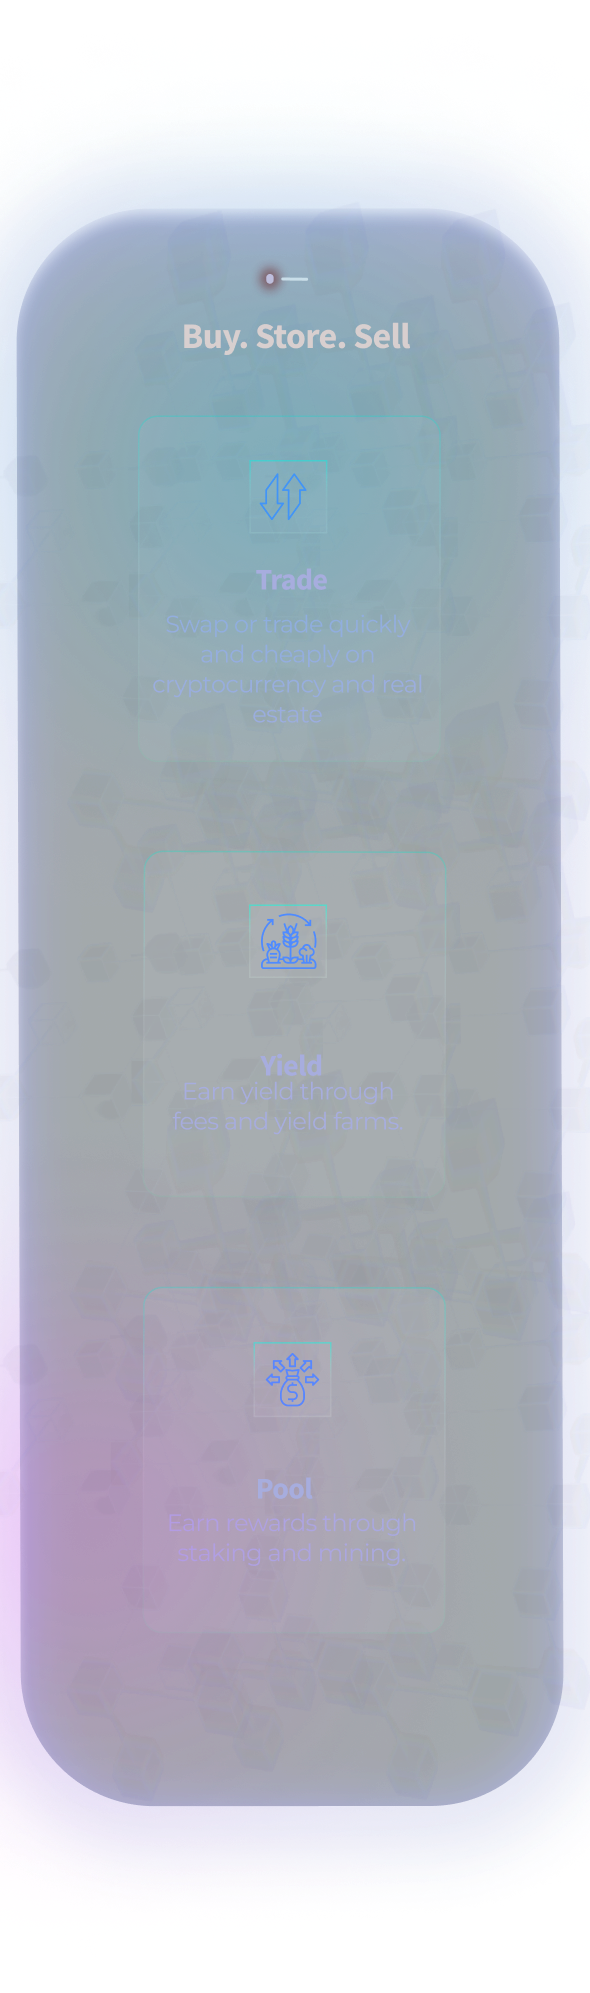 Buy. Store. Sell
Trade
Swap or trade quickly
and cheaply on
cryptocurrency and real
estate
Yield
Earn yield through
fees and yield farms.
Pool
Earn rewards through
staking and mining.